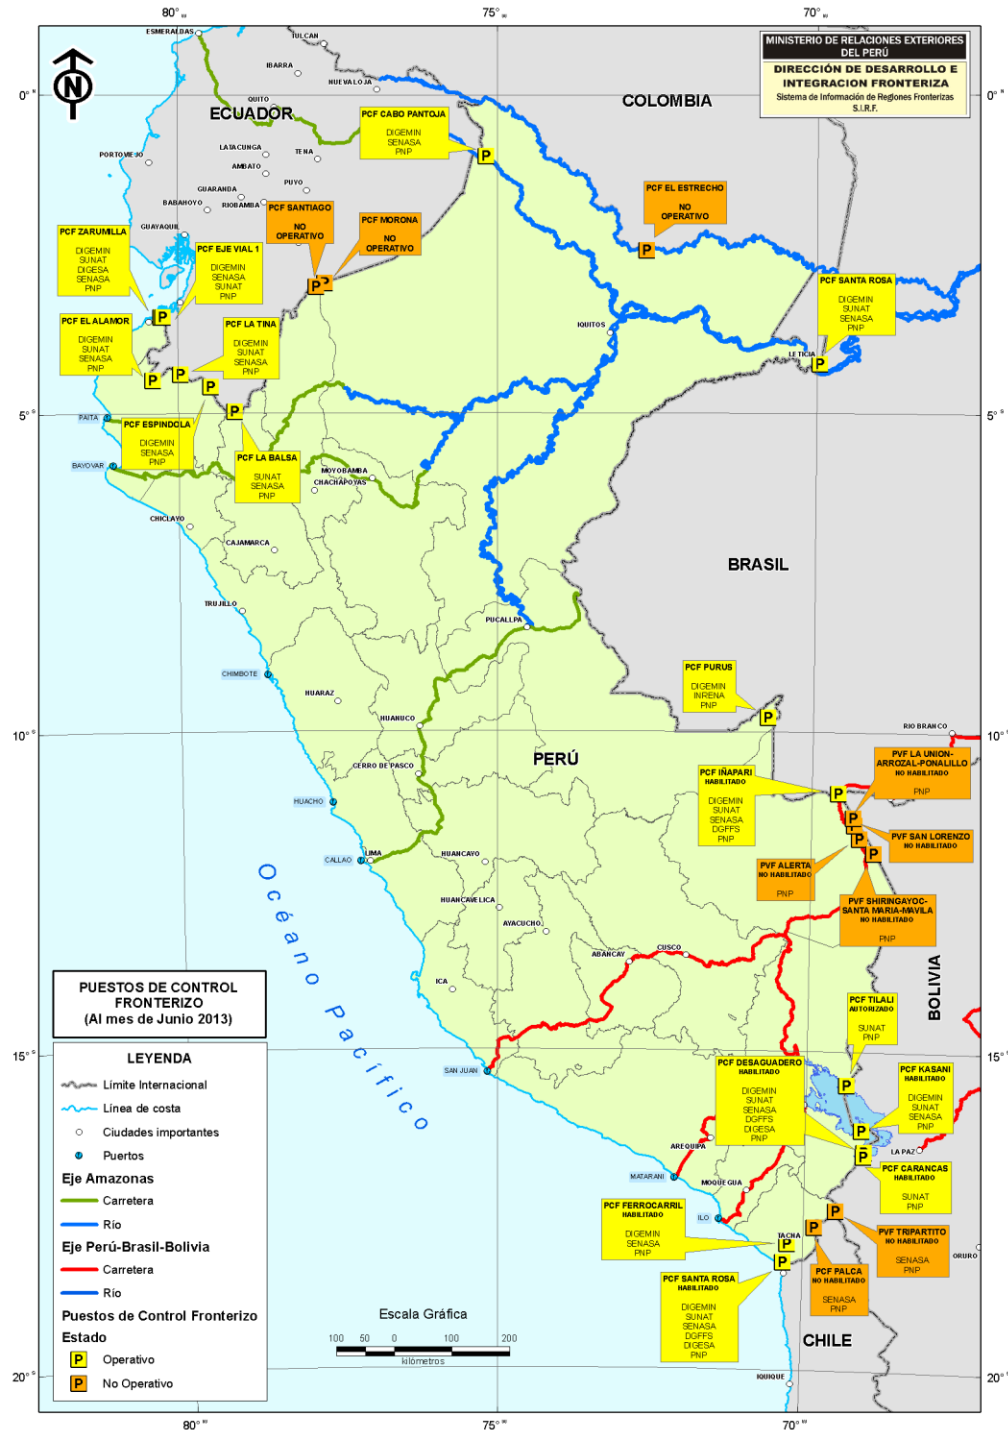 80° W
75° W
70° W
ESMERALDAS
TULCAN
IBARRA
NUEVA LOJA
MINISTERIO DE RELACIONES EXTERIORES
DEL PERÚ
DIRECCIÓN DE DESARROLLO E
INTEGRACION FRONTERIZA
Sistema de Información de Regiones Fronterizas
S.I.R.F.
N
0° S
0° S
QUITO
ECUADOR
COLOMBIA
PCF CABO PANTOJA
DIGEMIN
SENASA
PNP
P
PORTOVIEJO
LATACUNGA
TENA
AMBATO
PUYO
GUARANDA
BABAHOYO
RIOBAMBA
GUAYAQUIL
PCF SANTIAGO
NO
OPERATIVO
PCF MORONA
NO
OPERATIVO
PCF EL ESTRECHO
NO
OPERATIVO
P
PCF ZARUMILLA
DIGEMIN
SUNAT
DIGESA
SENASA
PNP
PCF EJE VIAL 1
DIGEMIN
SENASA
SUNAT
PNP
P
P
P
PCF SANTA ROSA
DIGEMIN
SUNAT
SENASA
PNP
PCF EL ALAMOR
DIGEMIN
SUNAT
SENASA
PNP
PCF LA TINA
DIGEMIN
SUNAT
SENASA
PNP
IQUITOS
LETICIA
P
P
P
P
P
5° S
5° S
PAITA
PCF ESPINDOLA
DIGEMIN
SENASA
PNP
PCF LA BALSA
SUNAT
SENASA
PNP
BAYOVAR
MOYOBAMBA
CHACHAPOYAS
CHICLAYO
CAJAMARCA
BRASIL
TRUJILLO
PUCALLPA
CHIMBOTE
HUARAZ
PCF PURUS
DIGEMIN
INRENA
PNP
P
HUANUCO
RIO BRANCO
10° S
10° S
PERÚ
CERRO DE PASCO
PCF IÑAPARI
HABILITADO
DIGEMIN
SUNAT
SENASA
DGFFS
PNP
P
PVF LA UNION-
ARROZAL-PONALILLO
NO HABILITADO
PNP
HUACHO
P
PVF SAN LORENZO
NO HABILITADO
P
P
CALLAO
LIMA
HUANCAYO
PVF ALERTA
NO HABILITADO
PNP
HUANCAVELICA
PVF SHIRINGAYOC-
SANTA MARIA-MAVILA
NO HABILITADO
PNP
AYACUCHO
ABANCAY
CUSCO
ICA
Océano Pacífico
BOLIVIA
PUESTOS DE CONTROL
FRONTERIZO
(Al mes de Junio 2013)
PCF TILALI
AUTORIZADO
SUNAT
PNP
15° S
15° S
SAN JUAN
LEYENDA
Límite Internacional
Línea de costa
Ciudades importantes
Puertos
Eje Amazonas
Carretera
Río
Eje Perú-Brasil-Bolivia
Carretera
Río
Puestos de Control Fronterizo
Estado
P Operativo
P No Operativo
PCF DESAGUADERO
HABILITADO
DIGEMIN
SUNAT
SENASA
DGFFS
DIGESA
PNP
P
PCF KASANI
HABILITADO
DIGEMIN
SUNAT
SENASA
PNP
P
P
AREQUIPA
LA PAZ
MATARANI
MOQUEGUA
PCF CARANCAS
HABILITADO
SUNAT
PNP
ILO
PCF FERROCARRIL
HABILITADO
DIGEMIN
SENASA
PNP
TACNA
P
P
P
PVF TRIPARTITO
NO HABILITADO
SENASA
PNP
ORURO
PCF SANTA ROSA
HABILITADO
DIGEMIN
SUNAT
SENASA
DGFFS
DIGESA
PNP
P
PCF PALCA
NO HABILITADO
SENASA
PNP
Escala Gráfica
100 50 0 100 200
kilómetros
CHILE
IQUIQUE
20° S
20° S
80° W
75° W
70° W